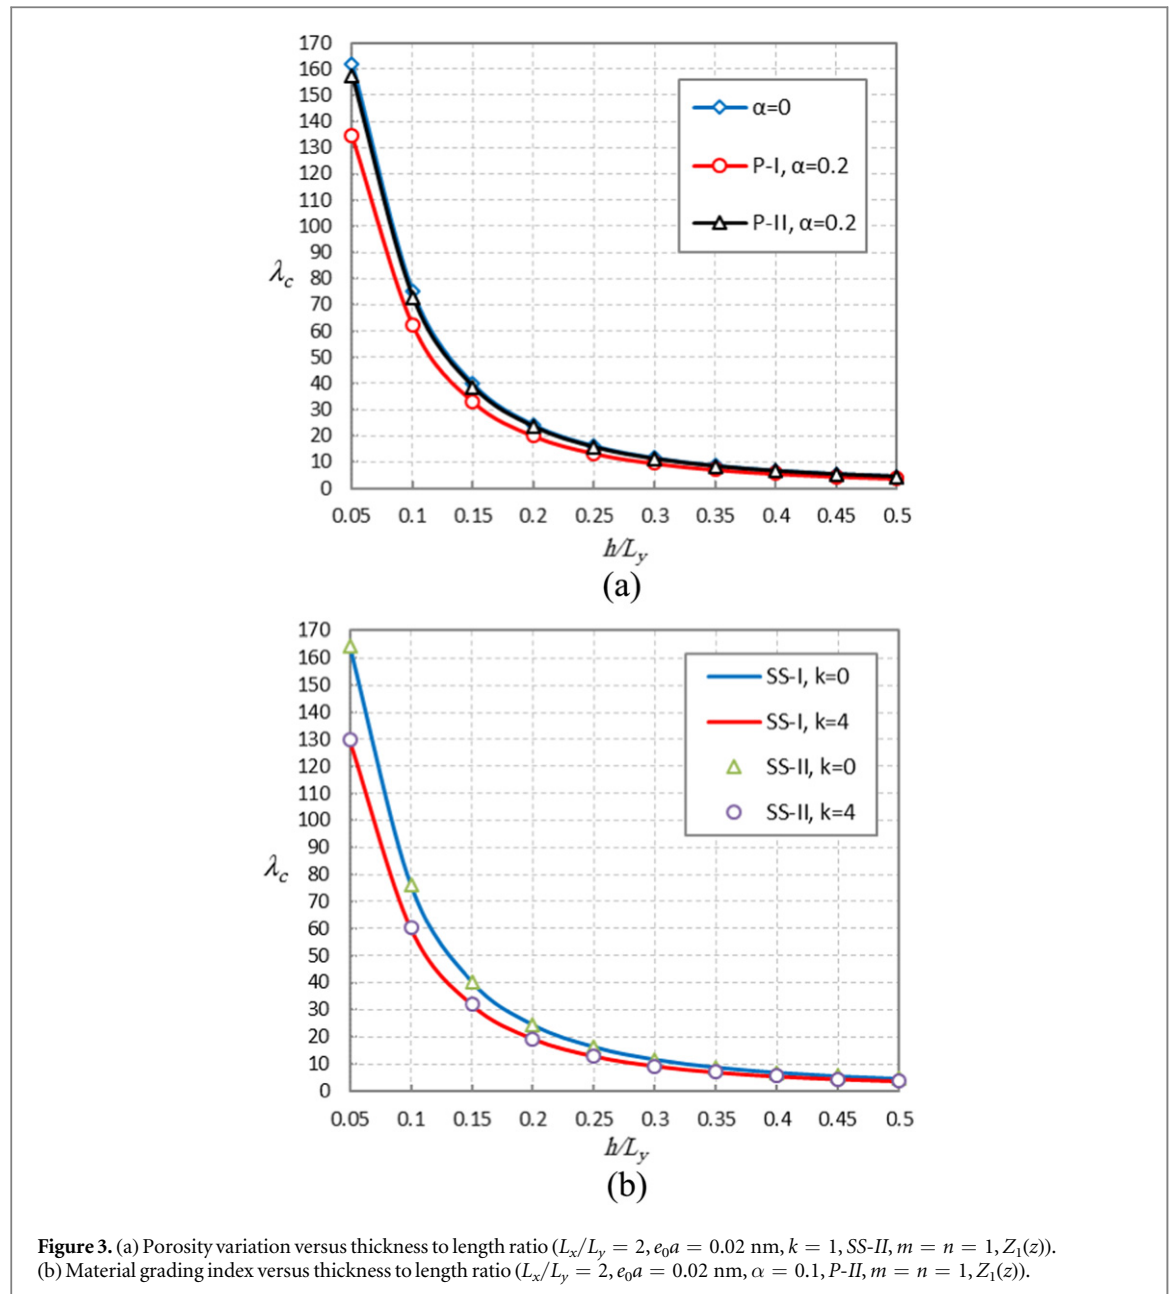 170
160
150
140
130
120
110
100
90
80
70
60
50
40
30
20
10
0
λc
α=0
P-I, α=0.2
P-II, α=0.2
0.05 0.1 0.15 0.2 0.25 0.3 0.35 0.4 0.45 0.5
h/Ly
(a)
170
160
150
140
130
120
110
100
90
80
70
60
50
40
30
20
10
0
λc
SS-I, k=0
SS-I, k=4
SS-II, k=0
SS-II, k=4
0.05 0.1 0.15 0.2 0.25 0.3 0.35 0.4 0.45 0.5
h/Ly
(b)
Figure 3. (a) Porosity variation versus thickness to length ratio (Lx/Ly = 2, e0a = 0.02 nm, k = 1, SS-II, m = n = 1, Z1(z)).
(b) Material grading index versus thickness to length ratio (Lx/Ly = 2, e0a = 0.02 nm, α = 0.1, P-II, m = n = 1, Z1(z)).